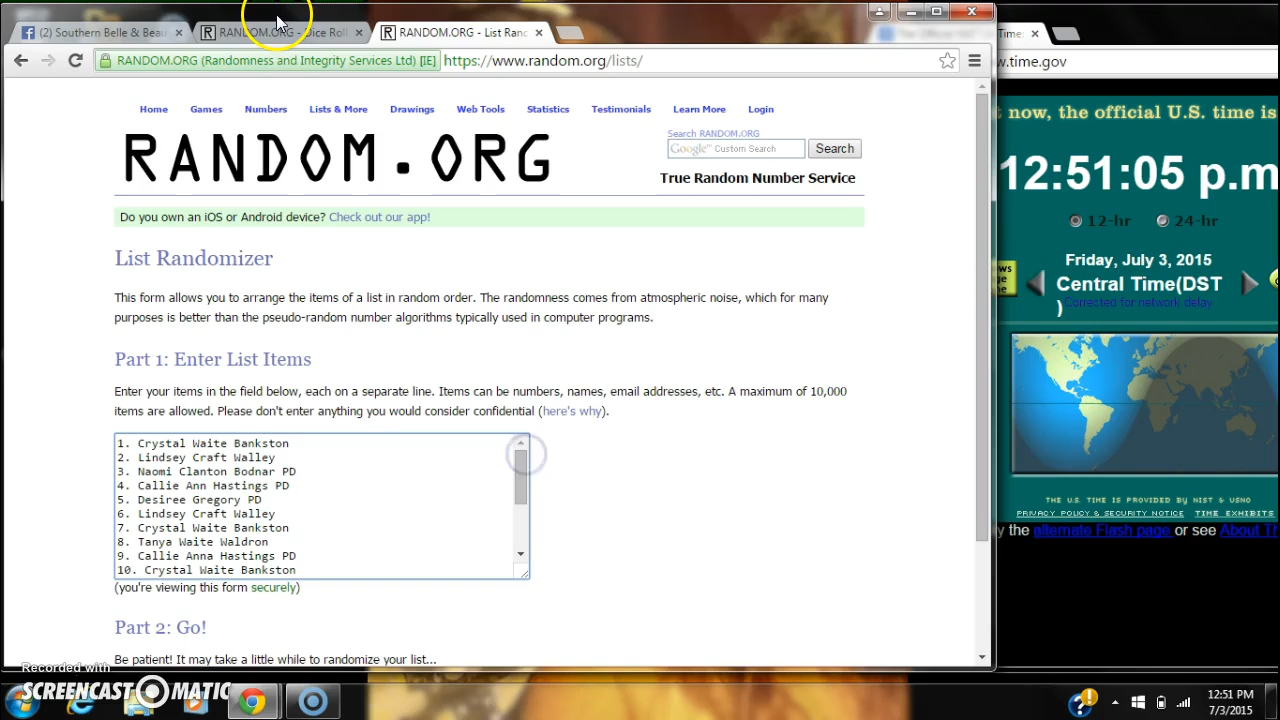 (2) Southern Belle & Beau
RANDOM.ORG - Dice Roll
RANDOM.ORG - List Ran
Time:
RANDOM.ORG (Randomness and Integrity Services Ltd) [IE]
https://www.random.org/lists/
w.time.gov
Home Games Numbers Lists & More Drawings Web Tools Statistics Testimonials Learn More Login
RANDOM.ORG
Search RANDOM.ORG
Google™ Custom Search
Search
True Random Number Service
Do you own an iOS or Android device? Check out our app!
List Randomizer
This form allows you to arrange the items of a list in random order. The randomness comes from atmospheric noise, which for many
purposes is better than the pseudo-random number algorithms typically used in computer programs.
Part 1: Enter List Items
Enter your items in the field below, each on a separate line. Items can be numbers, names, email addresses, etc. A maximum of 10,000
items are allowed. Please don't enter anything you would consider confidential (here's why).
1. Crystal Waite Bankston
2. Lindsey Craft Walley
3. Naomi Clanton Bodnar PD
4. Callie Ann Hastings PD
5. Desiree Gregory PD
6. Lindsey Craft Walley
7. Crystal Waite Bankston
8. Tanya Waite Waldron
9. Callie Anna Hastings PD
10. Crystal Waite Bankston
(you're viewing this form securely)
Part 2: Go!
Be patient! It may take a little while to randomize your list...
t now, the official U.S. time is
12:51:05 p.m
12-hr 24-hr
Friday, July 3, 2015
Central Time(DST
)
Corrected for network delay
THE U.S. TIME IS PROVIDED BY NIST & USNO
PRIVACY POLICY & SECURITY NOTICE TIME EXHIBITS
y the alternate Flash page or see About Th
Recorded with
SCREENCAST O MATIC
12:51 PM
7/3/2015